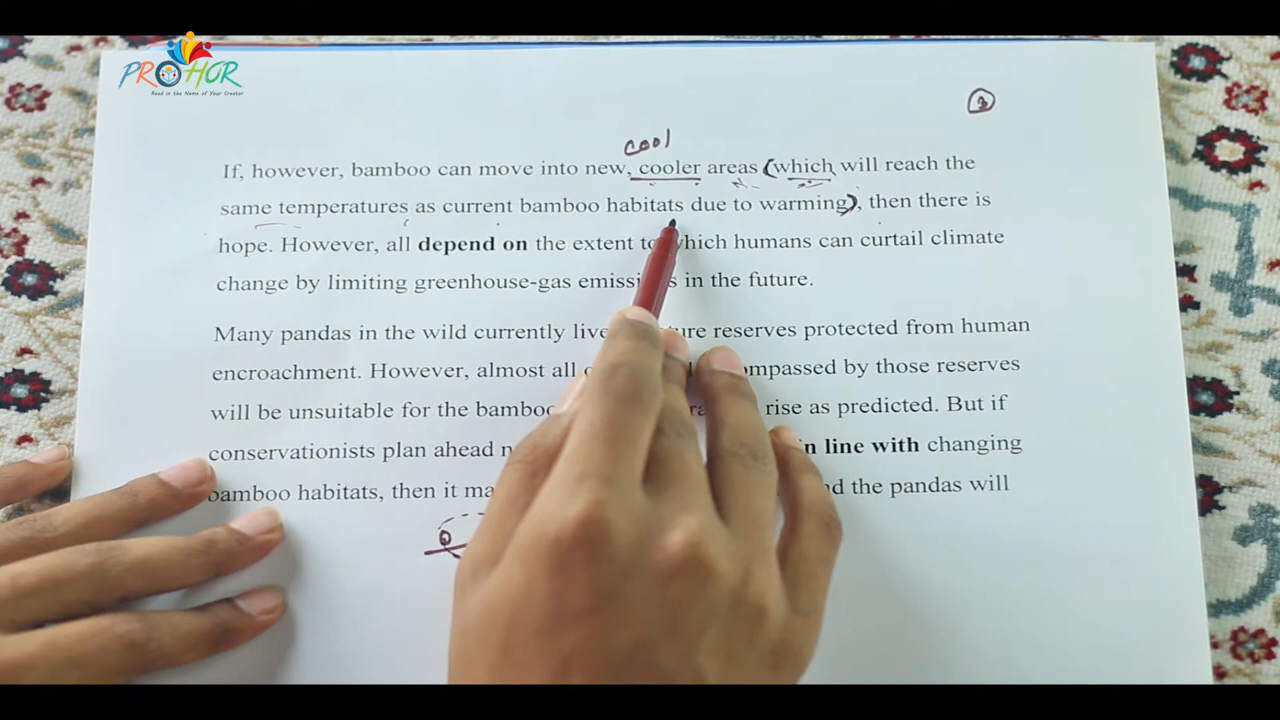 PROHOR
Read in the Name of Your Creator
3
cool
If, however, bamboo can move into new, cooler areas (which will reach the
same temperatures as current bamboo habitats due to warming), then there is
hope. However, all depend on the extent to which humans can curtail climate
change by limiting greenhouse-gas emissions in the future.
Many pandas in the wild currently live reserves protected from human
encroachment. However, almost all by those reserves
will be unsuitable for the bamboo rise as predicted. But if
conservationists plan ahead in line with changing
bamboo habitats, then it the pandas will